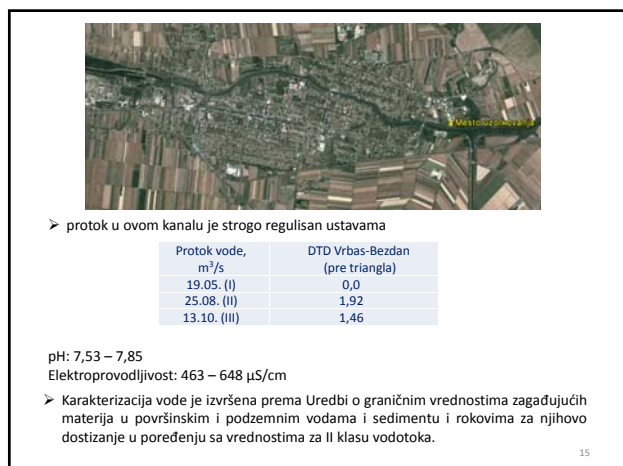 Mesto Uzorkovanja
➢ protok u ovom kanalu je strogo regulisan ustavama
Protok vode, m³/s
DTD Vrbas-Bezdan (pre triangla)
19.05. (I) 0,0
25.08. (II) 1,92
13.10. (III) 1,46
pH: 7,53 – 7,85
Elektroprovodljivost: 463 – 648 µS/cm
➢ Karakterizacija vode je izvršena prema Uredbi o graničnim vrednostima zagađujućih
materija u površinskim i podzemnim vodama i sedimentu i rokovima za njihovo
dostizanje u poređenju sa vrednostima za II klasu vodotoka.
15